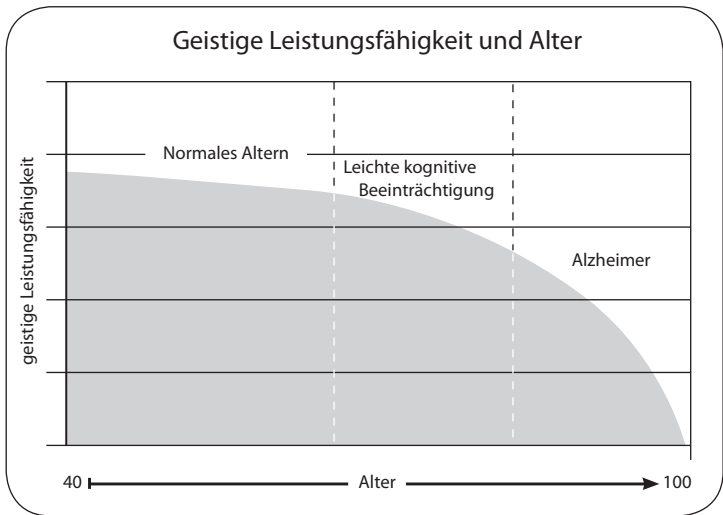 Geistige Leistungsfähigkeit und Alter
geistige Leistungsfähigkeit
Normales Altern
Leichte kognitive
Beeinträchtigung
Alzheimer
40 Alter 100